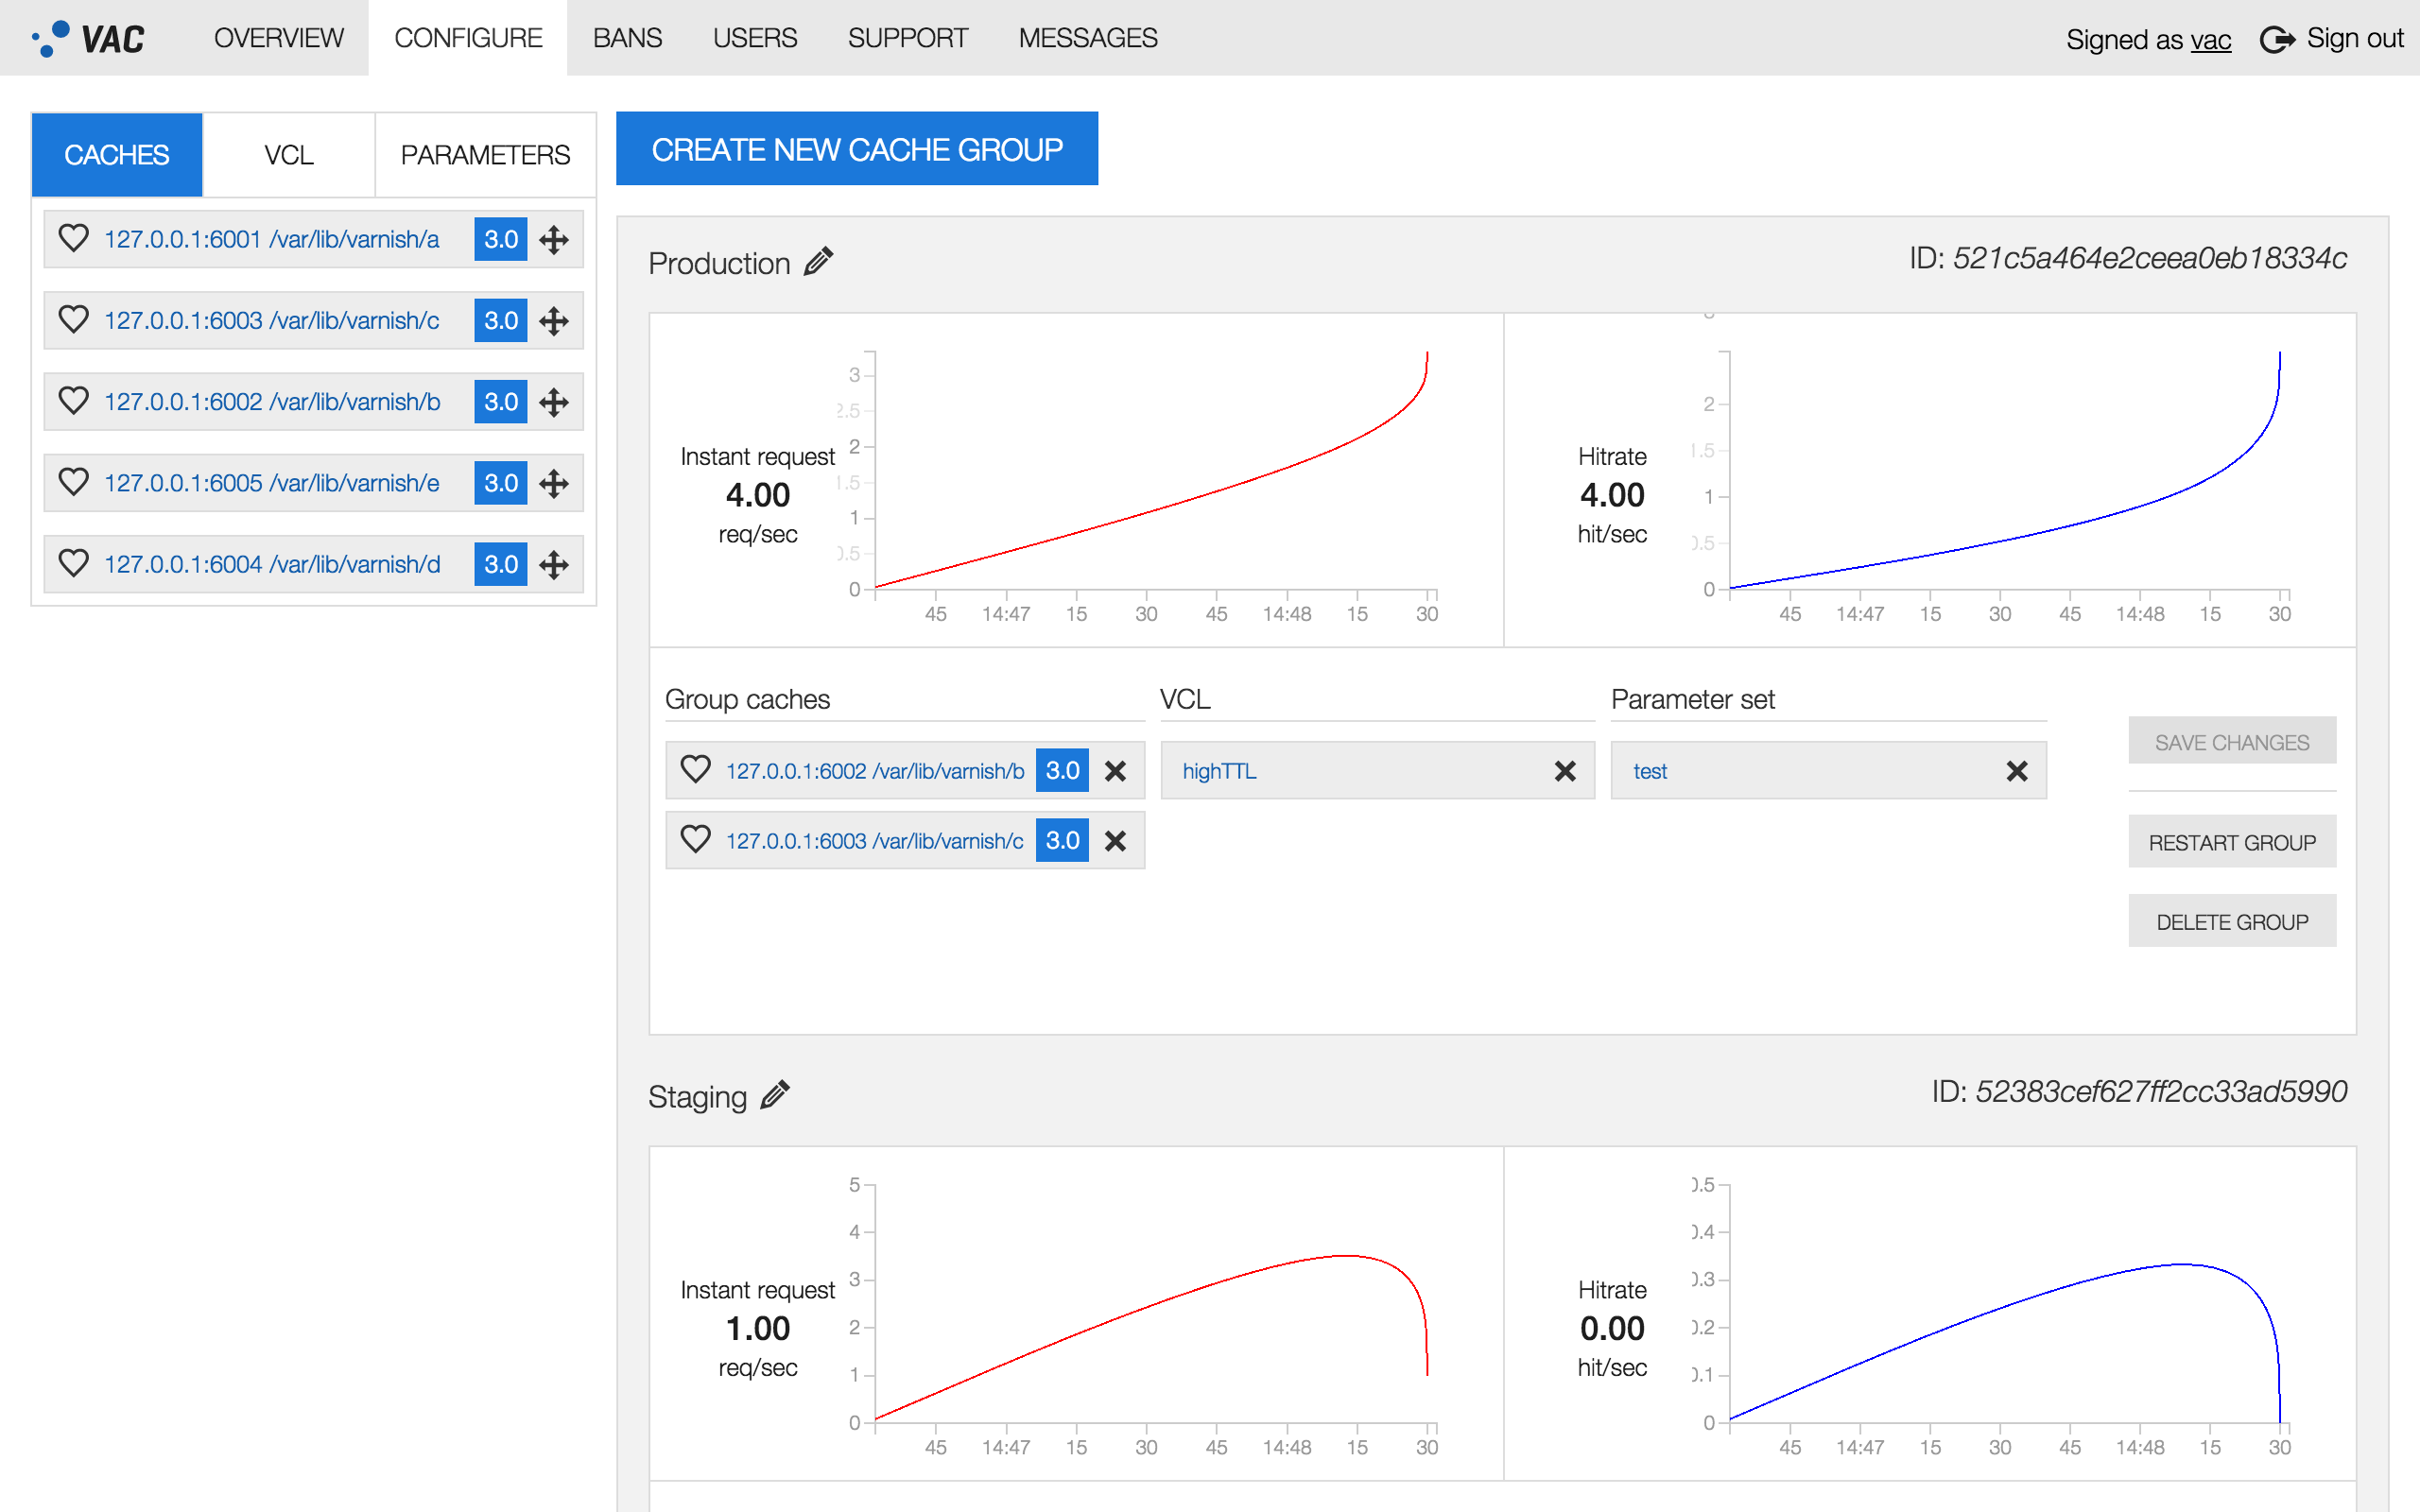 VAC OVERVIEW CONFIGURE BANS USERS SUPPORT MESSAGES Signed as vac Sign out
CACHES VCL PARAMETERS
127.0.0.1:6001 /var/lib/varnish/a 3.0
127.0.0.1:6003 /var/lib/varnish/c 3.0
127.0.0.1:6002 /var/lib/varnish/b 3.0
127.0.0.1:6005 /var/lib/varnish/e 3.0
127.0.0.1:6004 /var/lib/varnish/d 3.0
CREATE NEW CACHE GROUP
Production ID: 521c5a464e2ceea0eb18334c
Instant request
4.00
req/sec
3
2.5
2
1.5
1
0.5
0
45 14:47 15 30 45 14:48 15 30
Hitrate
4.00
hit/sec
2
1.5
1
0.5
0
45 14:47 15 30 45 14:48 15 30
Group caches VCL Parameter set
127.0.0.1:6002 /var/lib/varnish/b 3.0 highTTL test
127.0.0.1:6003 /var/lib/varnish/c 3.0
SAVE CHANGES
RESTART GROUP
DELETE GROUP
Staging ID: 52383cef627ff2cc33ad5990
Instant request
1.00
req/sec
5
4
3
2
1
0
45 14:47 15 30 45 14:48 15 30
Hitrate
0.00
hit/sec
0.5
0.4
0.3
0.2
0.1
0
45 14:47 15 30 45 14:48 15 30